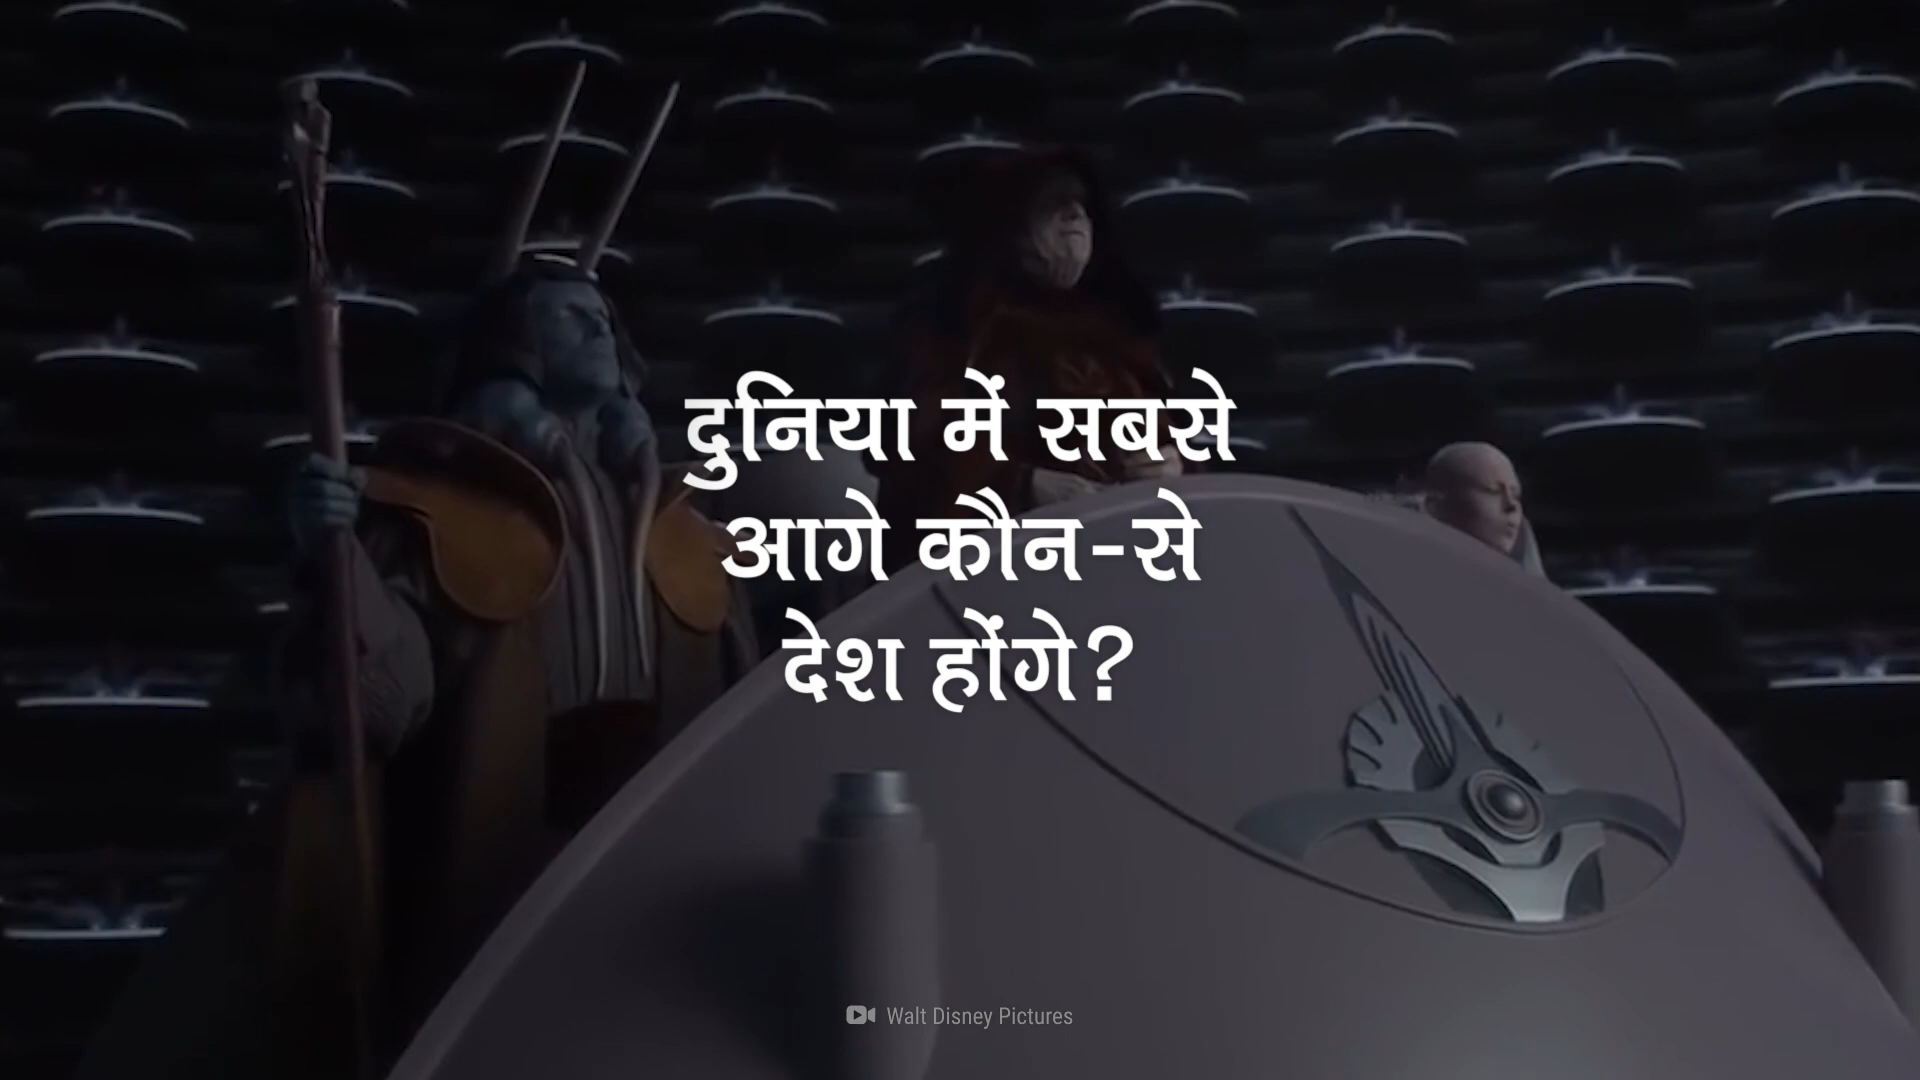 दुनिया में सबसे
आगे कौन-से
देश होंगे?
Walt Disney Pictures